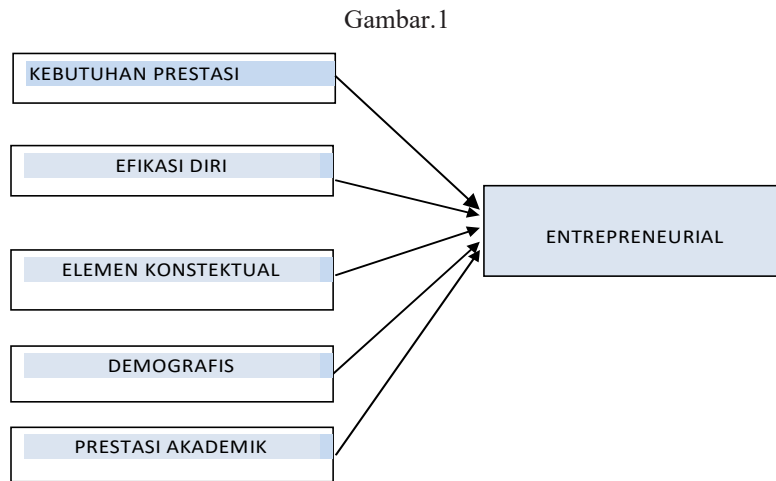 Gambar.1
KEBUTUHAN PRESTASI
EFIKASI DIRI
ELEMEN KONSTEKTUAL
DEMOGRAFIS
PRESTASI AKADEMIK
ENTREPRENEURIAL